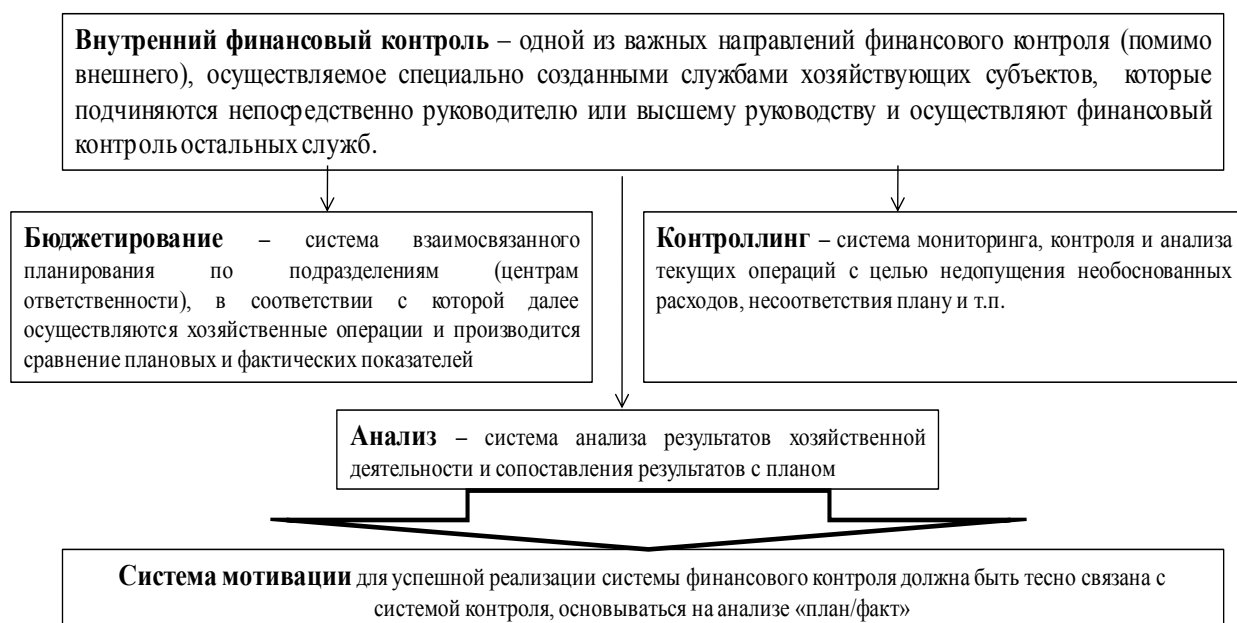 Внутренний финансовый контроль – одной из важных направлений финансового контроля (помимо
внешнего), осуществляемое специально созданными службами хозяйствующих субъектов, которые
подчиняются непосредственно руководителю или высшему руководству и осуществляют финансовый
контроль остальных служб.
Бюджетирование – система взаимосвязанного
планирования по подразделениям (центрам
ответственности), в соответствии с которой далее
осуществляются хозяйственные операции и производится
сравнение плановых и фактических показателей
Контроллинг – система мониторинга, контроля и анализа
текущих операций с целью недопущения необоснованных
расходов, несоответствия плану и т.п.
Анализ – система анализа результатов хозяйственной
деятельности и сопоставления результатов с планом
Система мотивации для успешной реализации системы финансового контроля должна быть тесно связана с
системой контроля, основываться на анализе «план/факт»